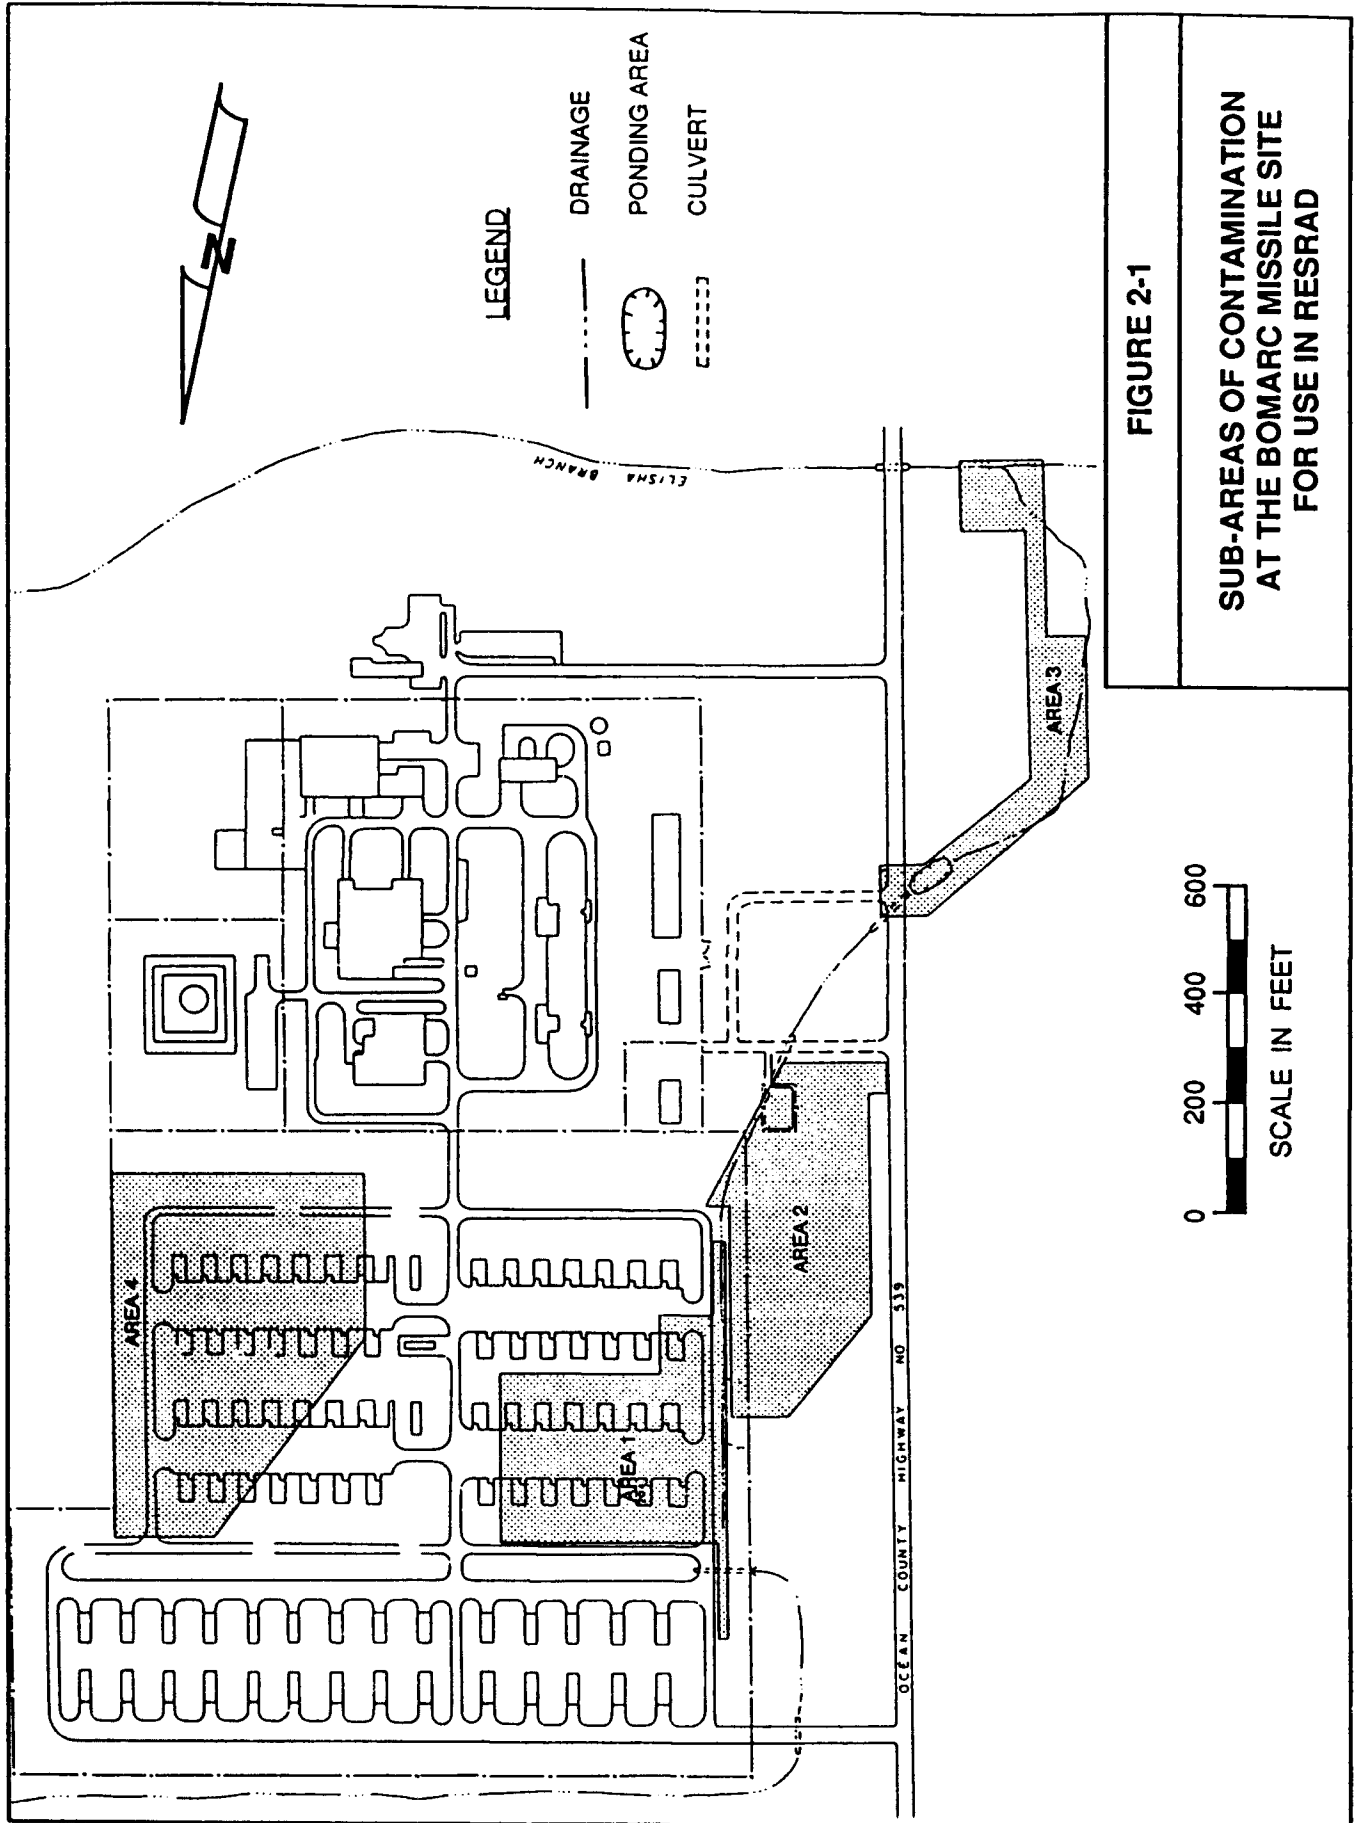 N
LEGEND
DRAINAGE
PONDING AREA
CULVERT
ELISHA BRANCH
AREA 4
AREA 1
AREA 2
AREA 3
OCEAN COUNTY HIGHWAY NO 539
0 200 400 600
SCALE IN FEET
FIGURE 2-1
SUB-AREAS OF CONTAMINATION
AT THE BOMARC MISSILE SITE
FOR USE IN RESRAD